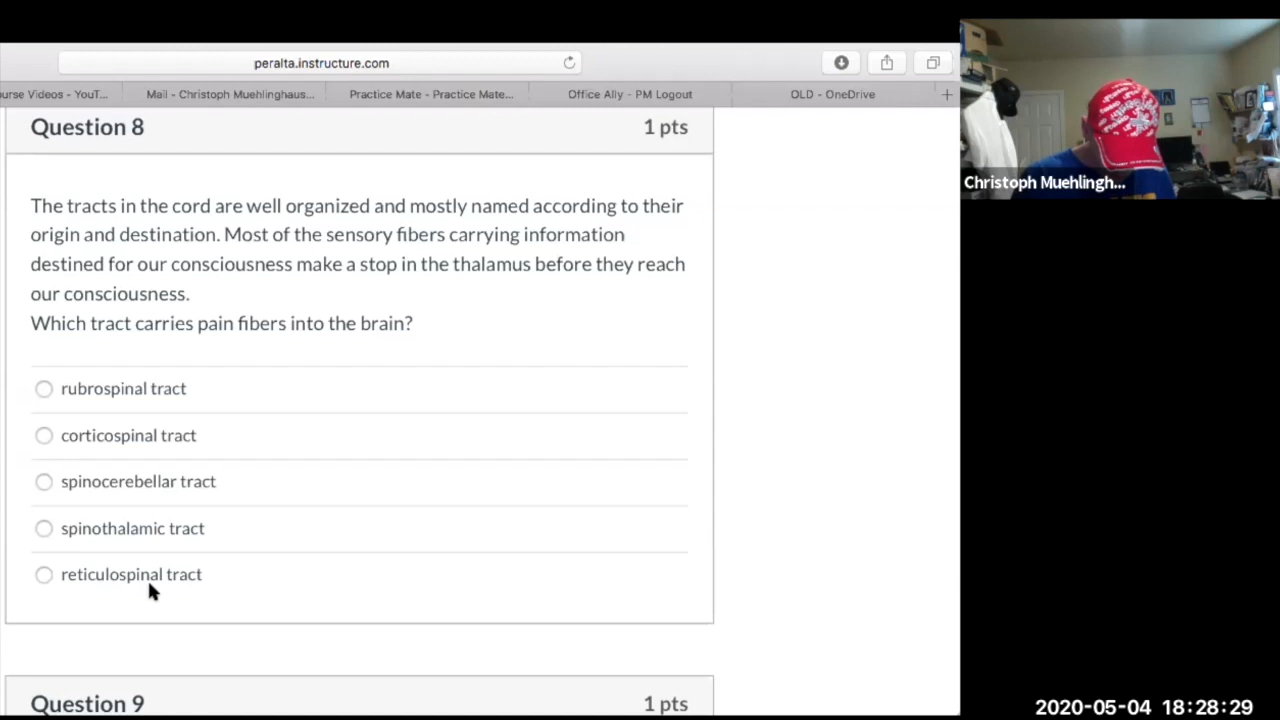 peralta.instructure.com
urse Videos - YouT...
Mail - Christoph Muehlinghaus...
Practice Mate - Practice Mate...
Office Ally - PM Logout
OLD - OneDrive
Question 8
1 pts
Christoph Muehlingh...
The tracts in the cord are well organized and mostly named according to their
origin and destination. Most of the sensory fibers carrying information
destined for our consciousness make a stop in the thalamus before they reach
our consciousness.
Which tract carries pain fibers into the brain?
rubrospinal tract
corticospinal tract
spinocerebellar tract
spinothalamic tract
reticulospinal tract
Question 9
1 pts
2020-05-04 18:28:29